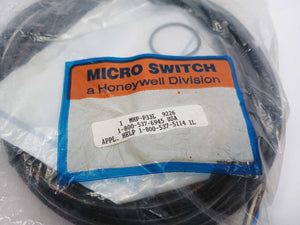 MICRO SWITCH
a Honeywell Division
1 MHP-P33L 9226
1-800-537-6945 USA
APPL. HELP 1-800-537-5114 IL